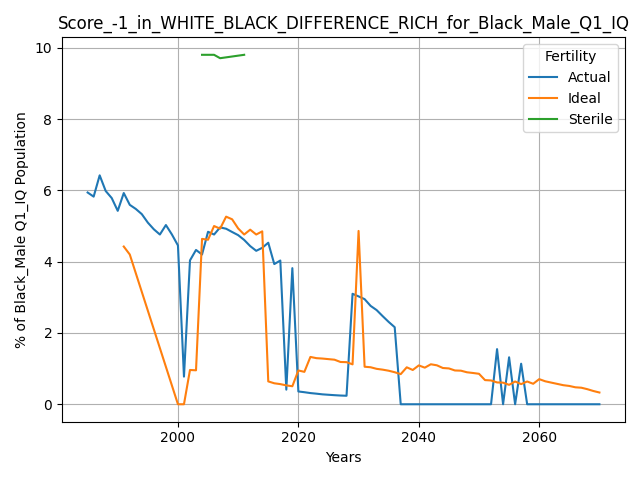 Score_-1_in_WHITE_BLACK_DIFFERENCE_RICH_for_Black_Male_Q1_IQ
% of Black_Male Q1_IQ Population
10
8
6
4
2
0
Fertility
Actual
Ideal
Sterile
2000
2020
2040
2060
Years